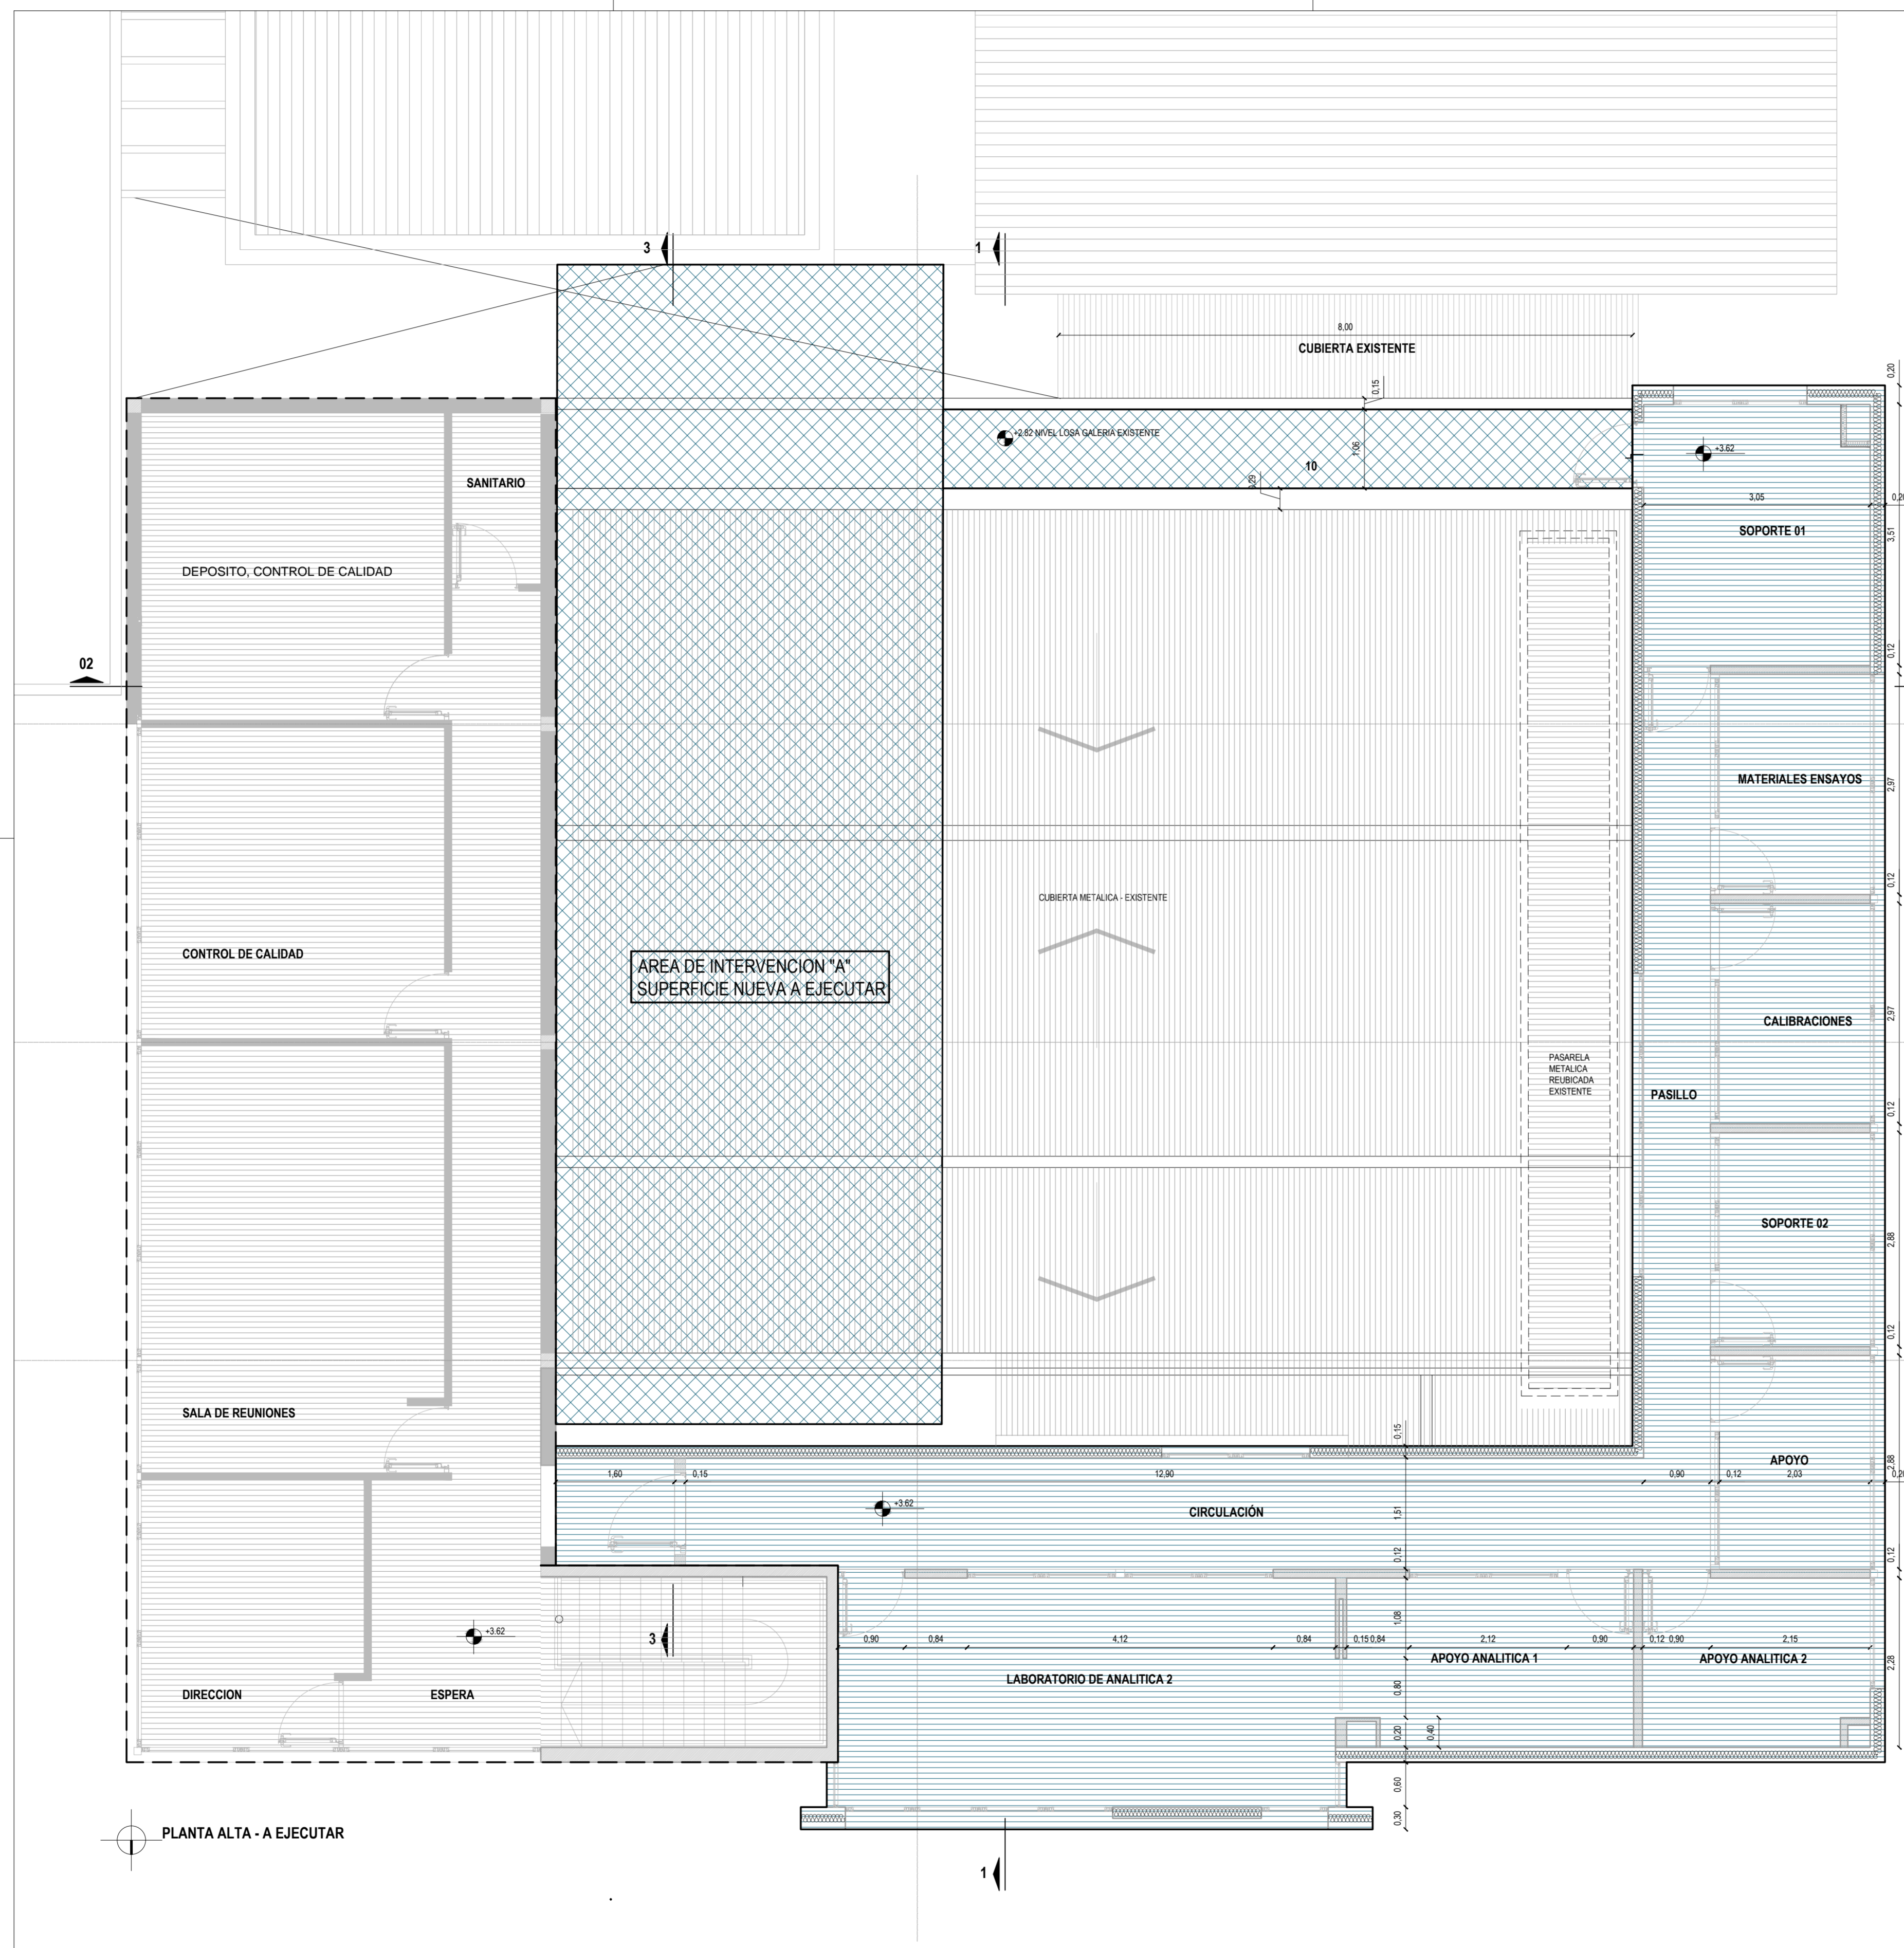 3
1
8,00
CUBIERTA EXISTENTE
0,20
0,15
+2.82 NIVEL LOSA GALERIA EXISTENTE
1,06
10
+3.62
SANITARIO
3,05
SOPORTE 01
3,51
DEPOSITO, CONTROL DE CALIDAD
0,12
02
MATERIALES ENSAYOS
2,97
0,12
CUBIERTA METALICA - EXISTENTE
CONTROL DE CALIDAD
AREA DE INTERVENCION "A"
SUPERFICIE NUEVA A EJECUTAR
CALIBRACIONES
2,97
PASARELA
METALICA
REUBICADA
EXISTENTE
PASILLO
0,12
SOPORTE 02
2,88
0,12
SALA DE REUNIONES
0,15
APOYO
2,88
1,60
0,15
12,90
0,90
0,12
2,03
+3.62
CIRCULACIÓN
1,51
0,12
0,12
+3.62
3
1,08
0,90
0,84
4,12
0,84
0,15
0,84
2,12
0,90
0,12
0,90
2,15
APOYO ANALITICA 1
APOYO ANALITICA 2
2,28
LABORATORIO DE ANALITICA 2
0,80
DIRECCION
ESPERA
0,20
0,40
0,60
0,30
PLANTA ALTA - A EJECUTAR
1